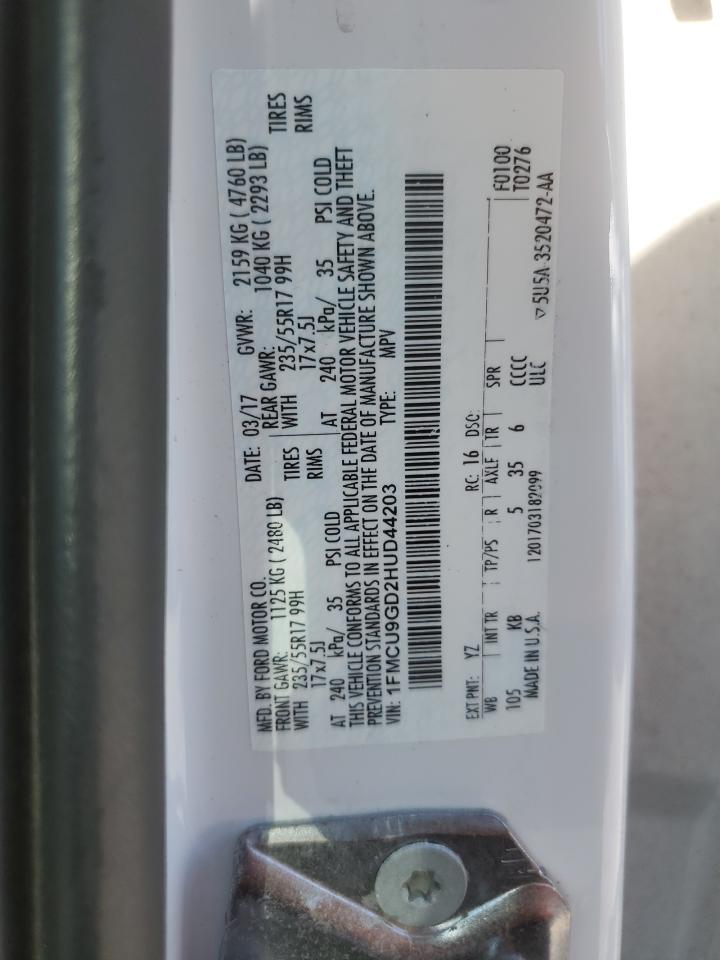 MFD. BY FORD MOTOR CO.
DATE: 03/17 GVWR: 2159 KG ( 4760 LB)
FRONT GAWR: 1125 KG ( 2480 LB)
REAR GAWR: 1040 KG ( 2293 LB)
WITH 235/55R17 99H TIRES
WITH 235/55R17 99H TIRES
17x7.5J RIMS
17x7.5J RIMS
AT 240 kPa/ 35 PSI COLD
AT 240 kPa/ 35 PSI COLD
THIS VEHICLE CONFORMS TO ALL APPLICABLE FEDERAL MOTOR VEHICLE SAFETY AND THEFT
PREVENTION STANDARDS IN EFFECT ON THE DATE OF MANUFACTURE SHOWN ABOVE.
VIN: 1FMCU9GD2HUD44203 TYPE: MPV
EXT PNT: YZ RC: 16 DSC:
WB INT TR TP/PS R AXLE TR SPR F0100
105 KB 5 35 6 CCCC T0276
MADE IN U.S.A. 1201703182099 ULC
▽5U5A-3520472-AA